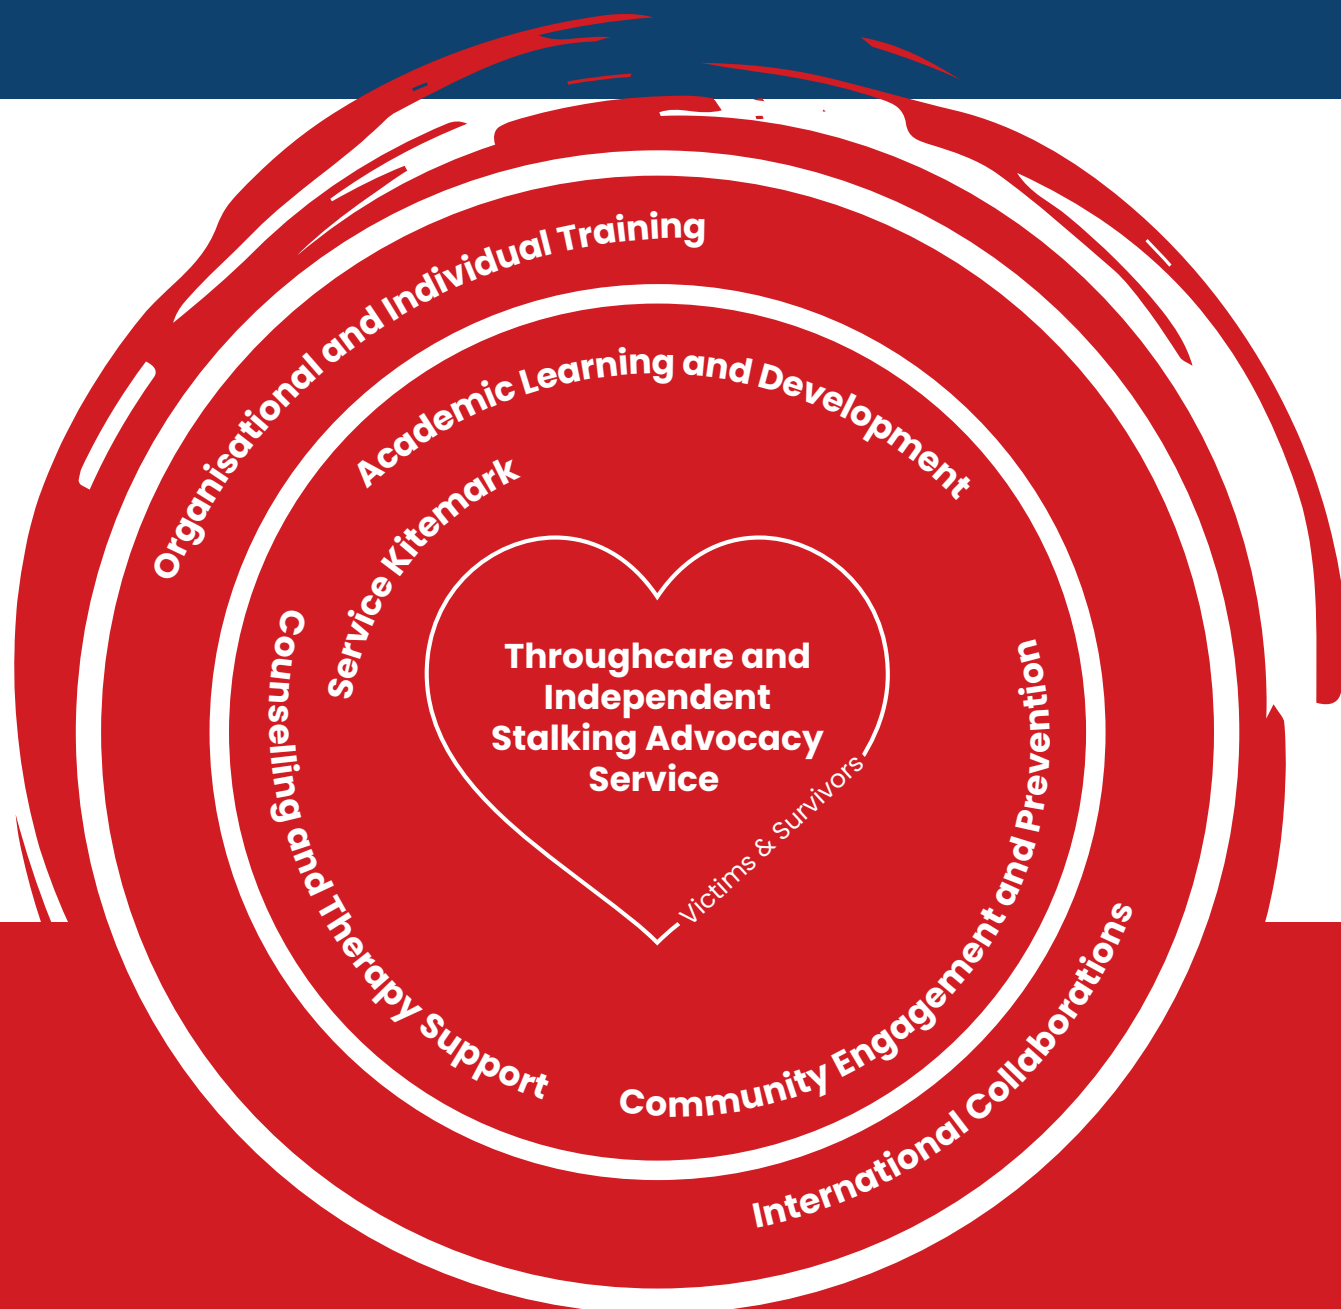 Organisational and Individual Training
Academic Learning and Development
Service Kitemark
Throughcare and
Independent
Stalking Advocacy
Service
Victims & Survivors
Counselling and Therapy Support
Community Engagement and Prevention
International Collaborations